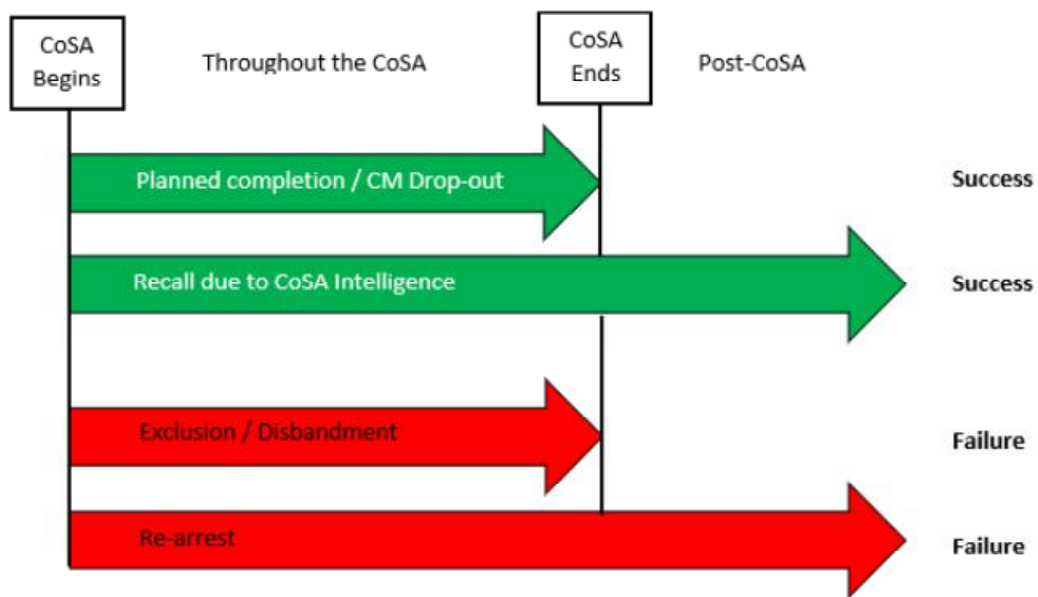 CoSA
Begins
Throughout the CoSA
CoSA
Ends
Post-CoSA
Planned completion / CM Drop-out
Success
Recall due to CoSA Intelligence
Success
Exclusion / Disbandment
Failure
Re-arrest
Failure